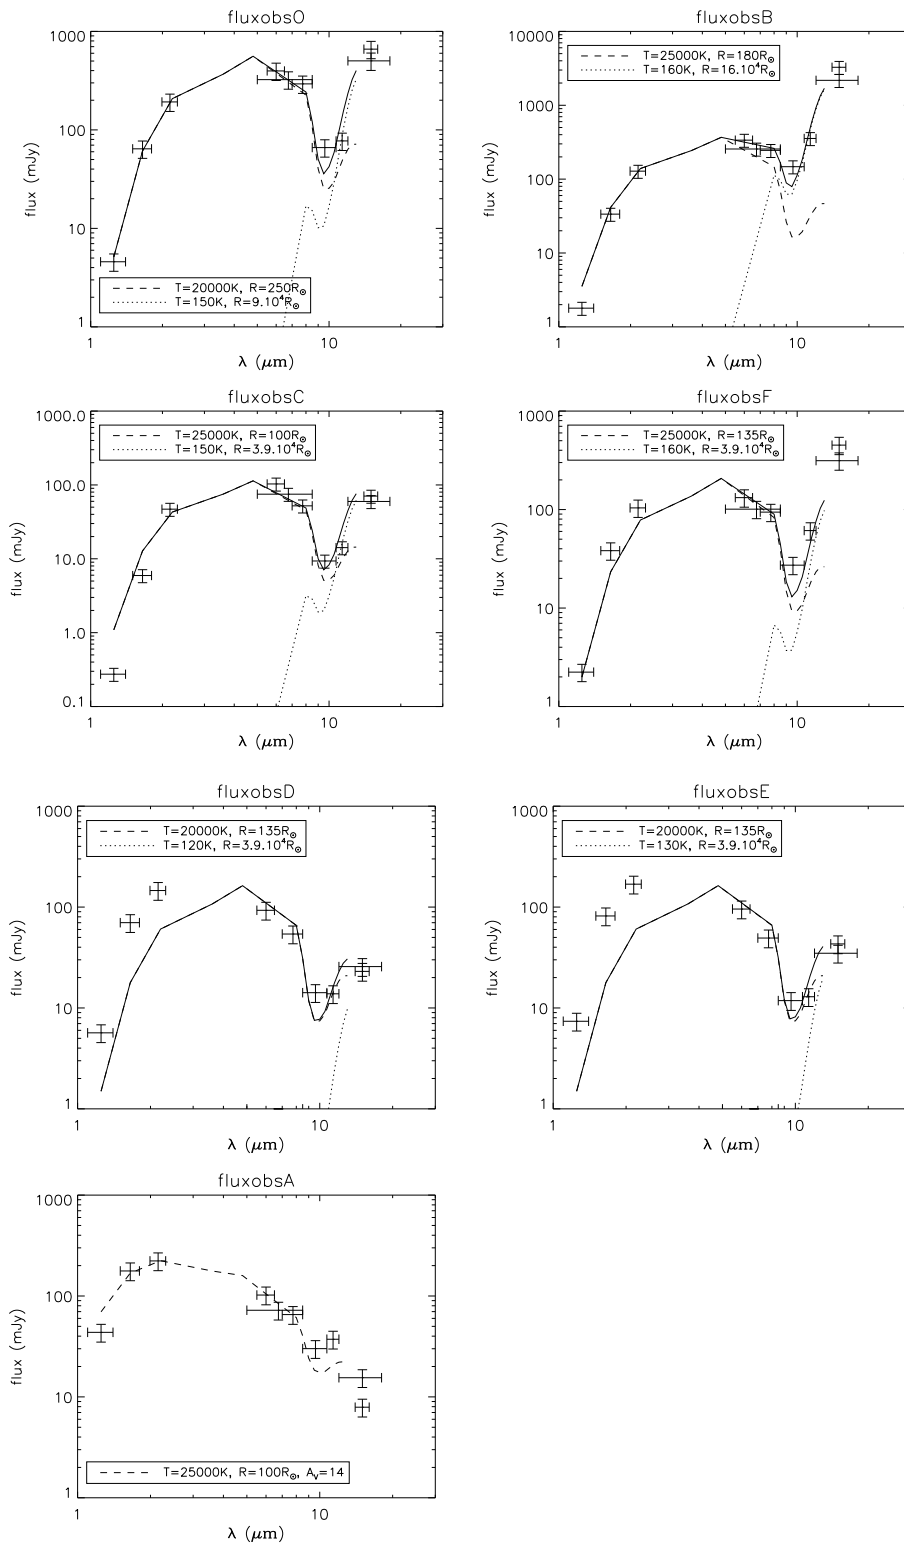 fluxobsO
1000
100
10
1
flux (mJy)
T=20000K, R=250R⊙
T=150K, R=9.10⁴R⊙
1
10
λ (μm)
fluxobsB
10000
1000
100
10
1
flux (mJy)
T=25000K, R=180R⊙
T=160K, R=16.10⁴R⊙
1
10
λ (μm)
fluxobsC
1000.0
100.0
10.0
1.0
0.1
flux (mJy)
T=25000K, R=100R⊙
T=150K, R=3.9.10⁴R⊙
1
10
λ (μm)
fluxobsF
1000
100
10
1
flux (mJy)
T=25000K, R=135R⊙
T=160K, R=3.9.10⁴R⊙
1
10
λ (μm)
fluxobsD
1000
100
10
1
flux (mJy)
T=20000K, R=135R⊙
T=120K, R=3.9.10⁴R⊙
1
10
λ (μm)
fluxobsE
1000
100
10
1
flux (mJy)
T=20000K, R=135R⊙
T=130K, R=3.9.10⁴R⊙
1
10
λ (μm)
fluxobsA
1000
100
10
1
flux (mJy)
T=25000K, R=100R⊙, Aᵥ=14
1
10
λ (μm)